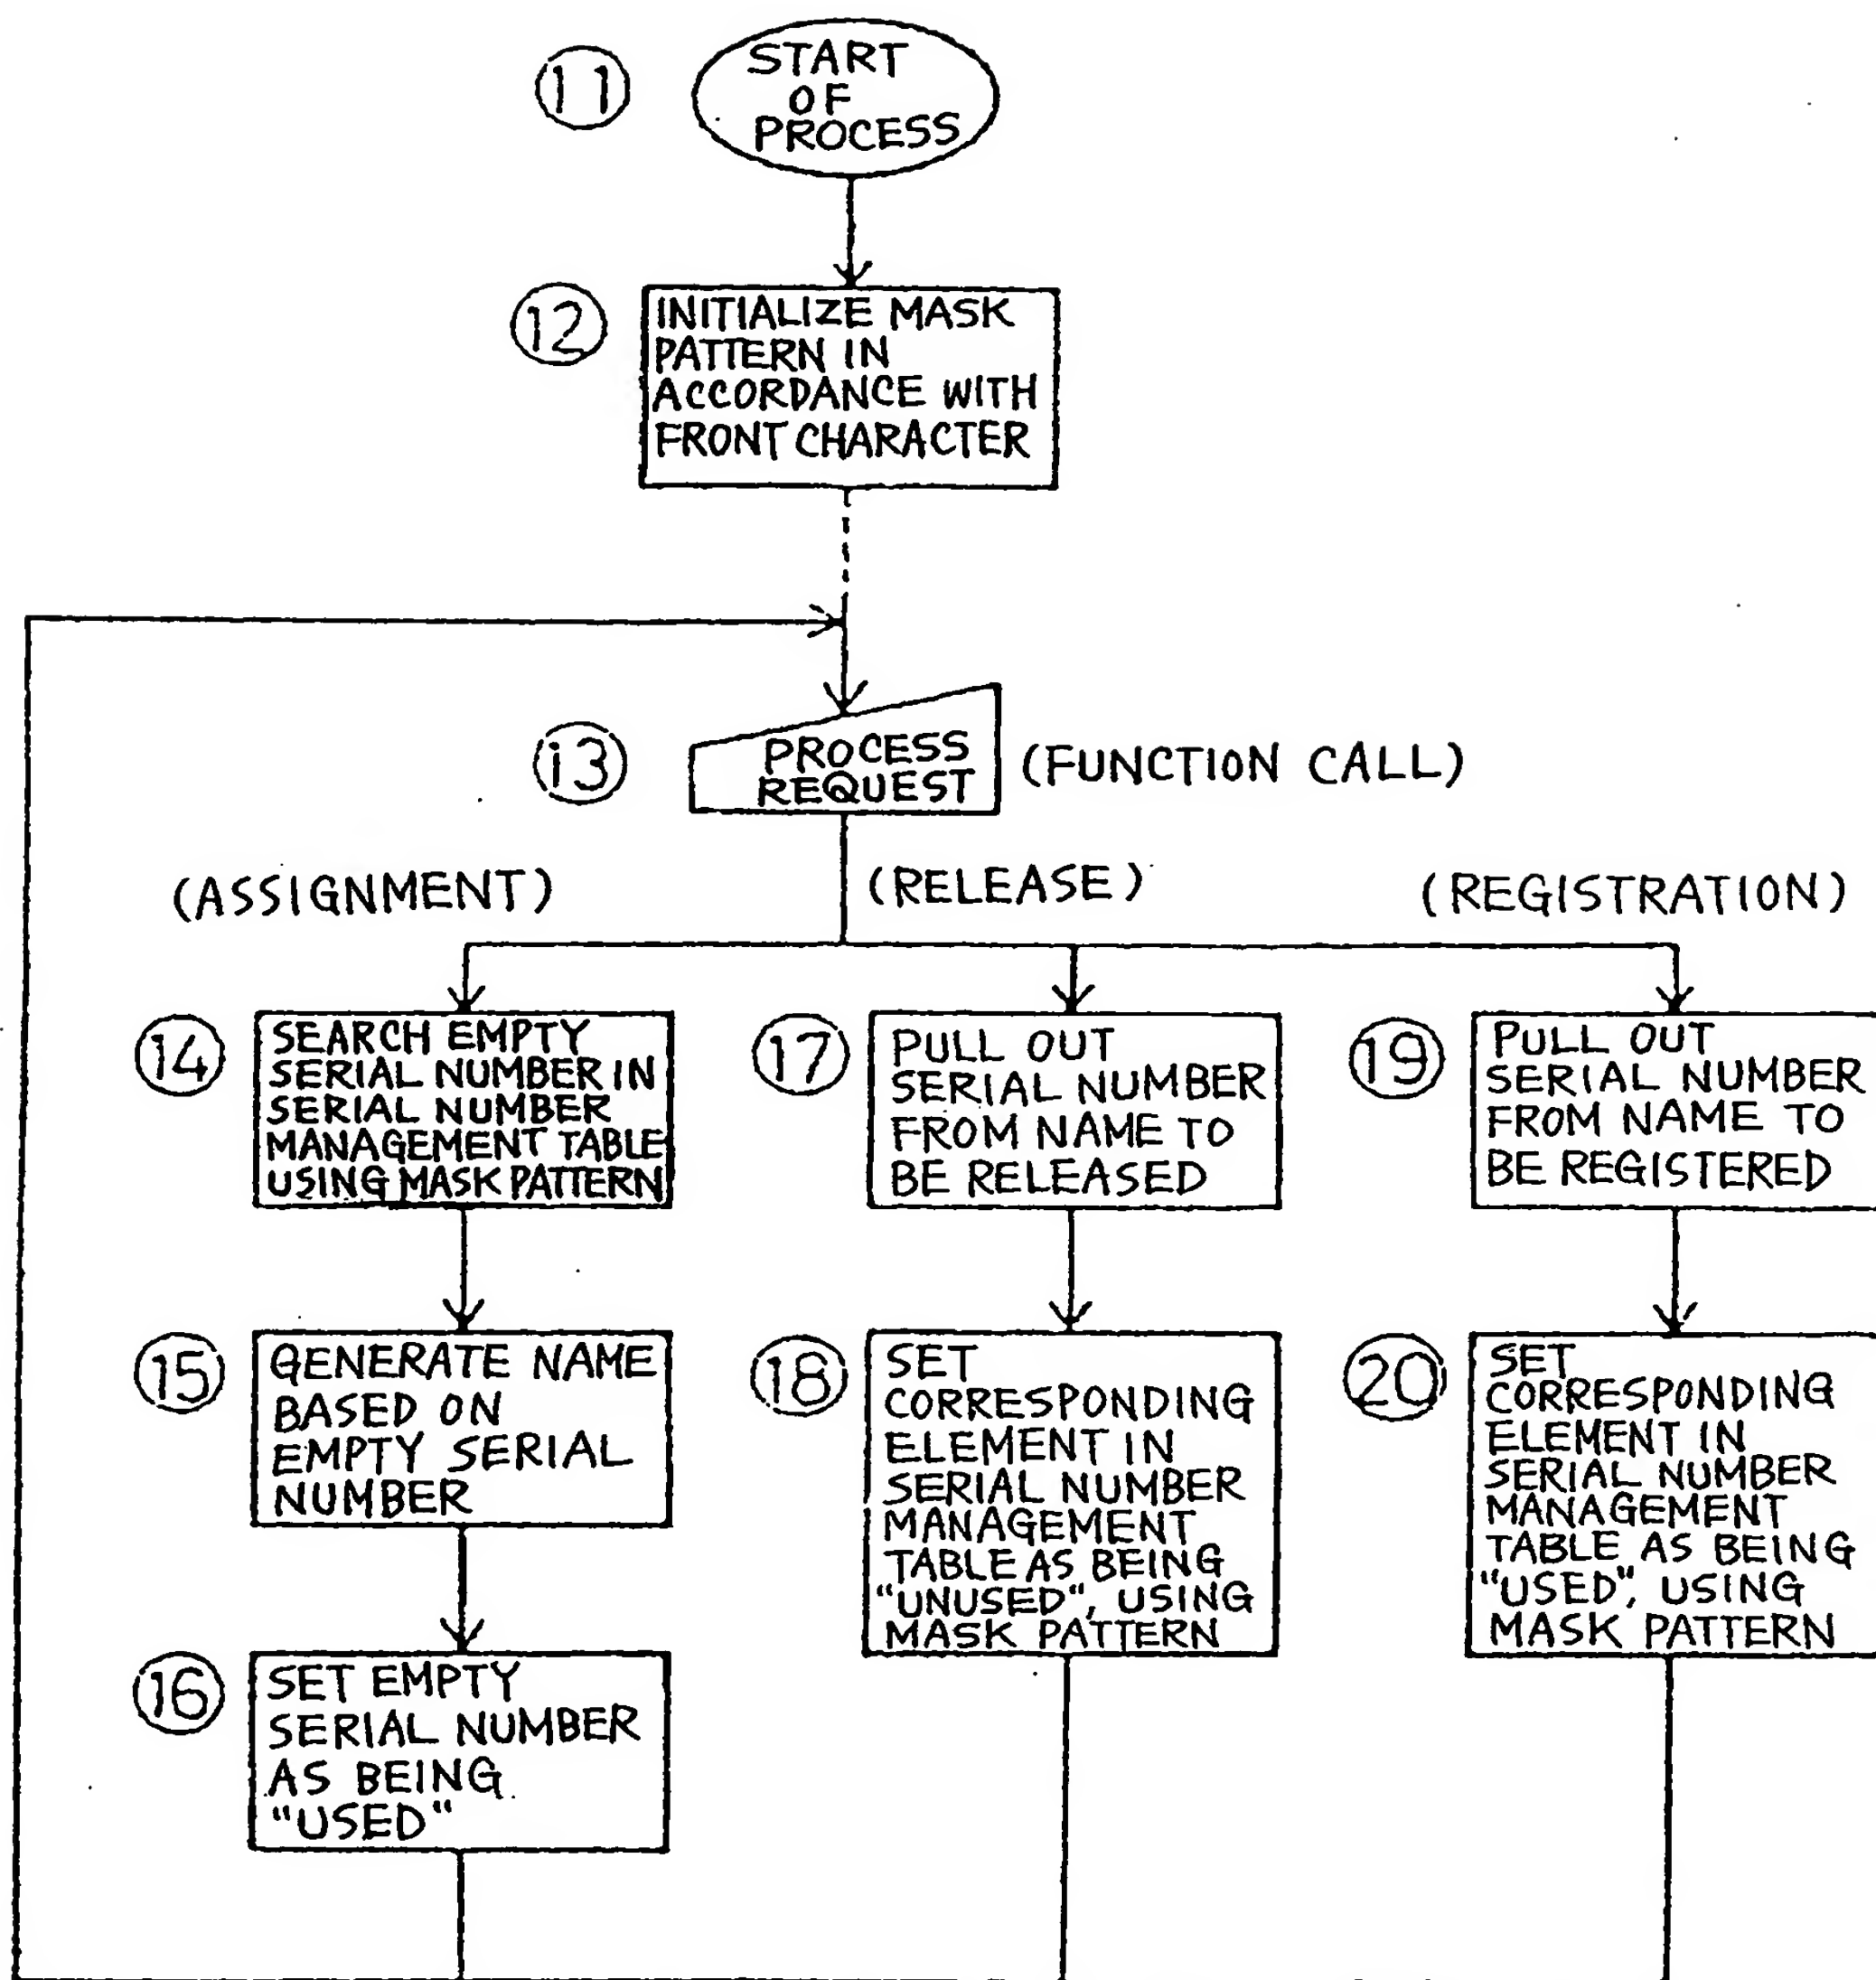 11
START
OF
PROCESS
12
INITIALIZE MASK
PATTERN IN
ACCORDANCE WITH
FRONT CHARACTER
13
PROCESS
REQUEST
(FUNCTION CALL)
(ASSIGNMENT)
(RELEASE)
(REGISTRATION)
14
SEARCH EMPTY
SERIAL NUMBER IN
SERIAL NUMBER
MANAGEMENT TABLE
USING MASK PATTERN
17
PULL OUT
SERIAL NUMBER
FROM NAME TO
BE RELEASED
19
PULL OUT
SERIAL NUMBER
FROM NAME TO
BE REGISTERED
15
GENERATE NAME
BASED ON
EMPTY SERIAL
NUMBER
18
SET
CORRESPONDING
ELEMENT IN
SERIAL NUMBER
MANAGEMENT
TABLE AS BEING
"UNUSED", USING
MASK PATTERN
20
SET
CORRESPONDING
ELEMENT IN
SERIAL NUMBER
MANAGEMENT
TABLE AS BEING
"USED", USING
MASK PATTERN
16
SET EMPTY
SERIAL NUMBER
AS BEING
"USED"